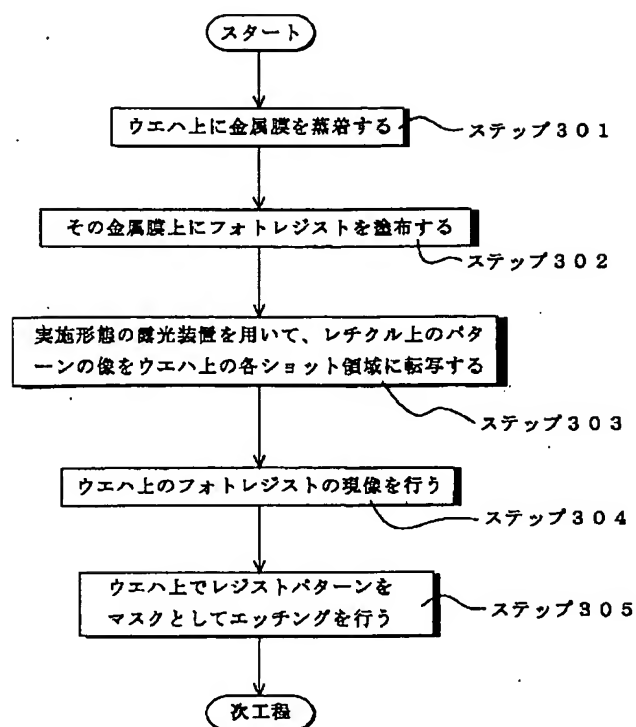 スタート
ウエハ上に金属膜を蒸着する
ステップ301
その金属膜上にフォトレジストを塗布する
ステップ302
実施形態の露光装置を用いて、レチクル上のパタ
ーンの像をウエハ上の各ショット領域に転写する
ステップ303
ウエハ上のフォトレジストの現像を行う
ステップ304
ウエハ上でレジストパターンを
マスクとしてエッチングを行う
ステップ305
次工程